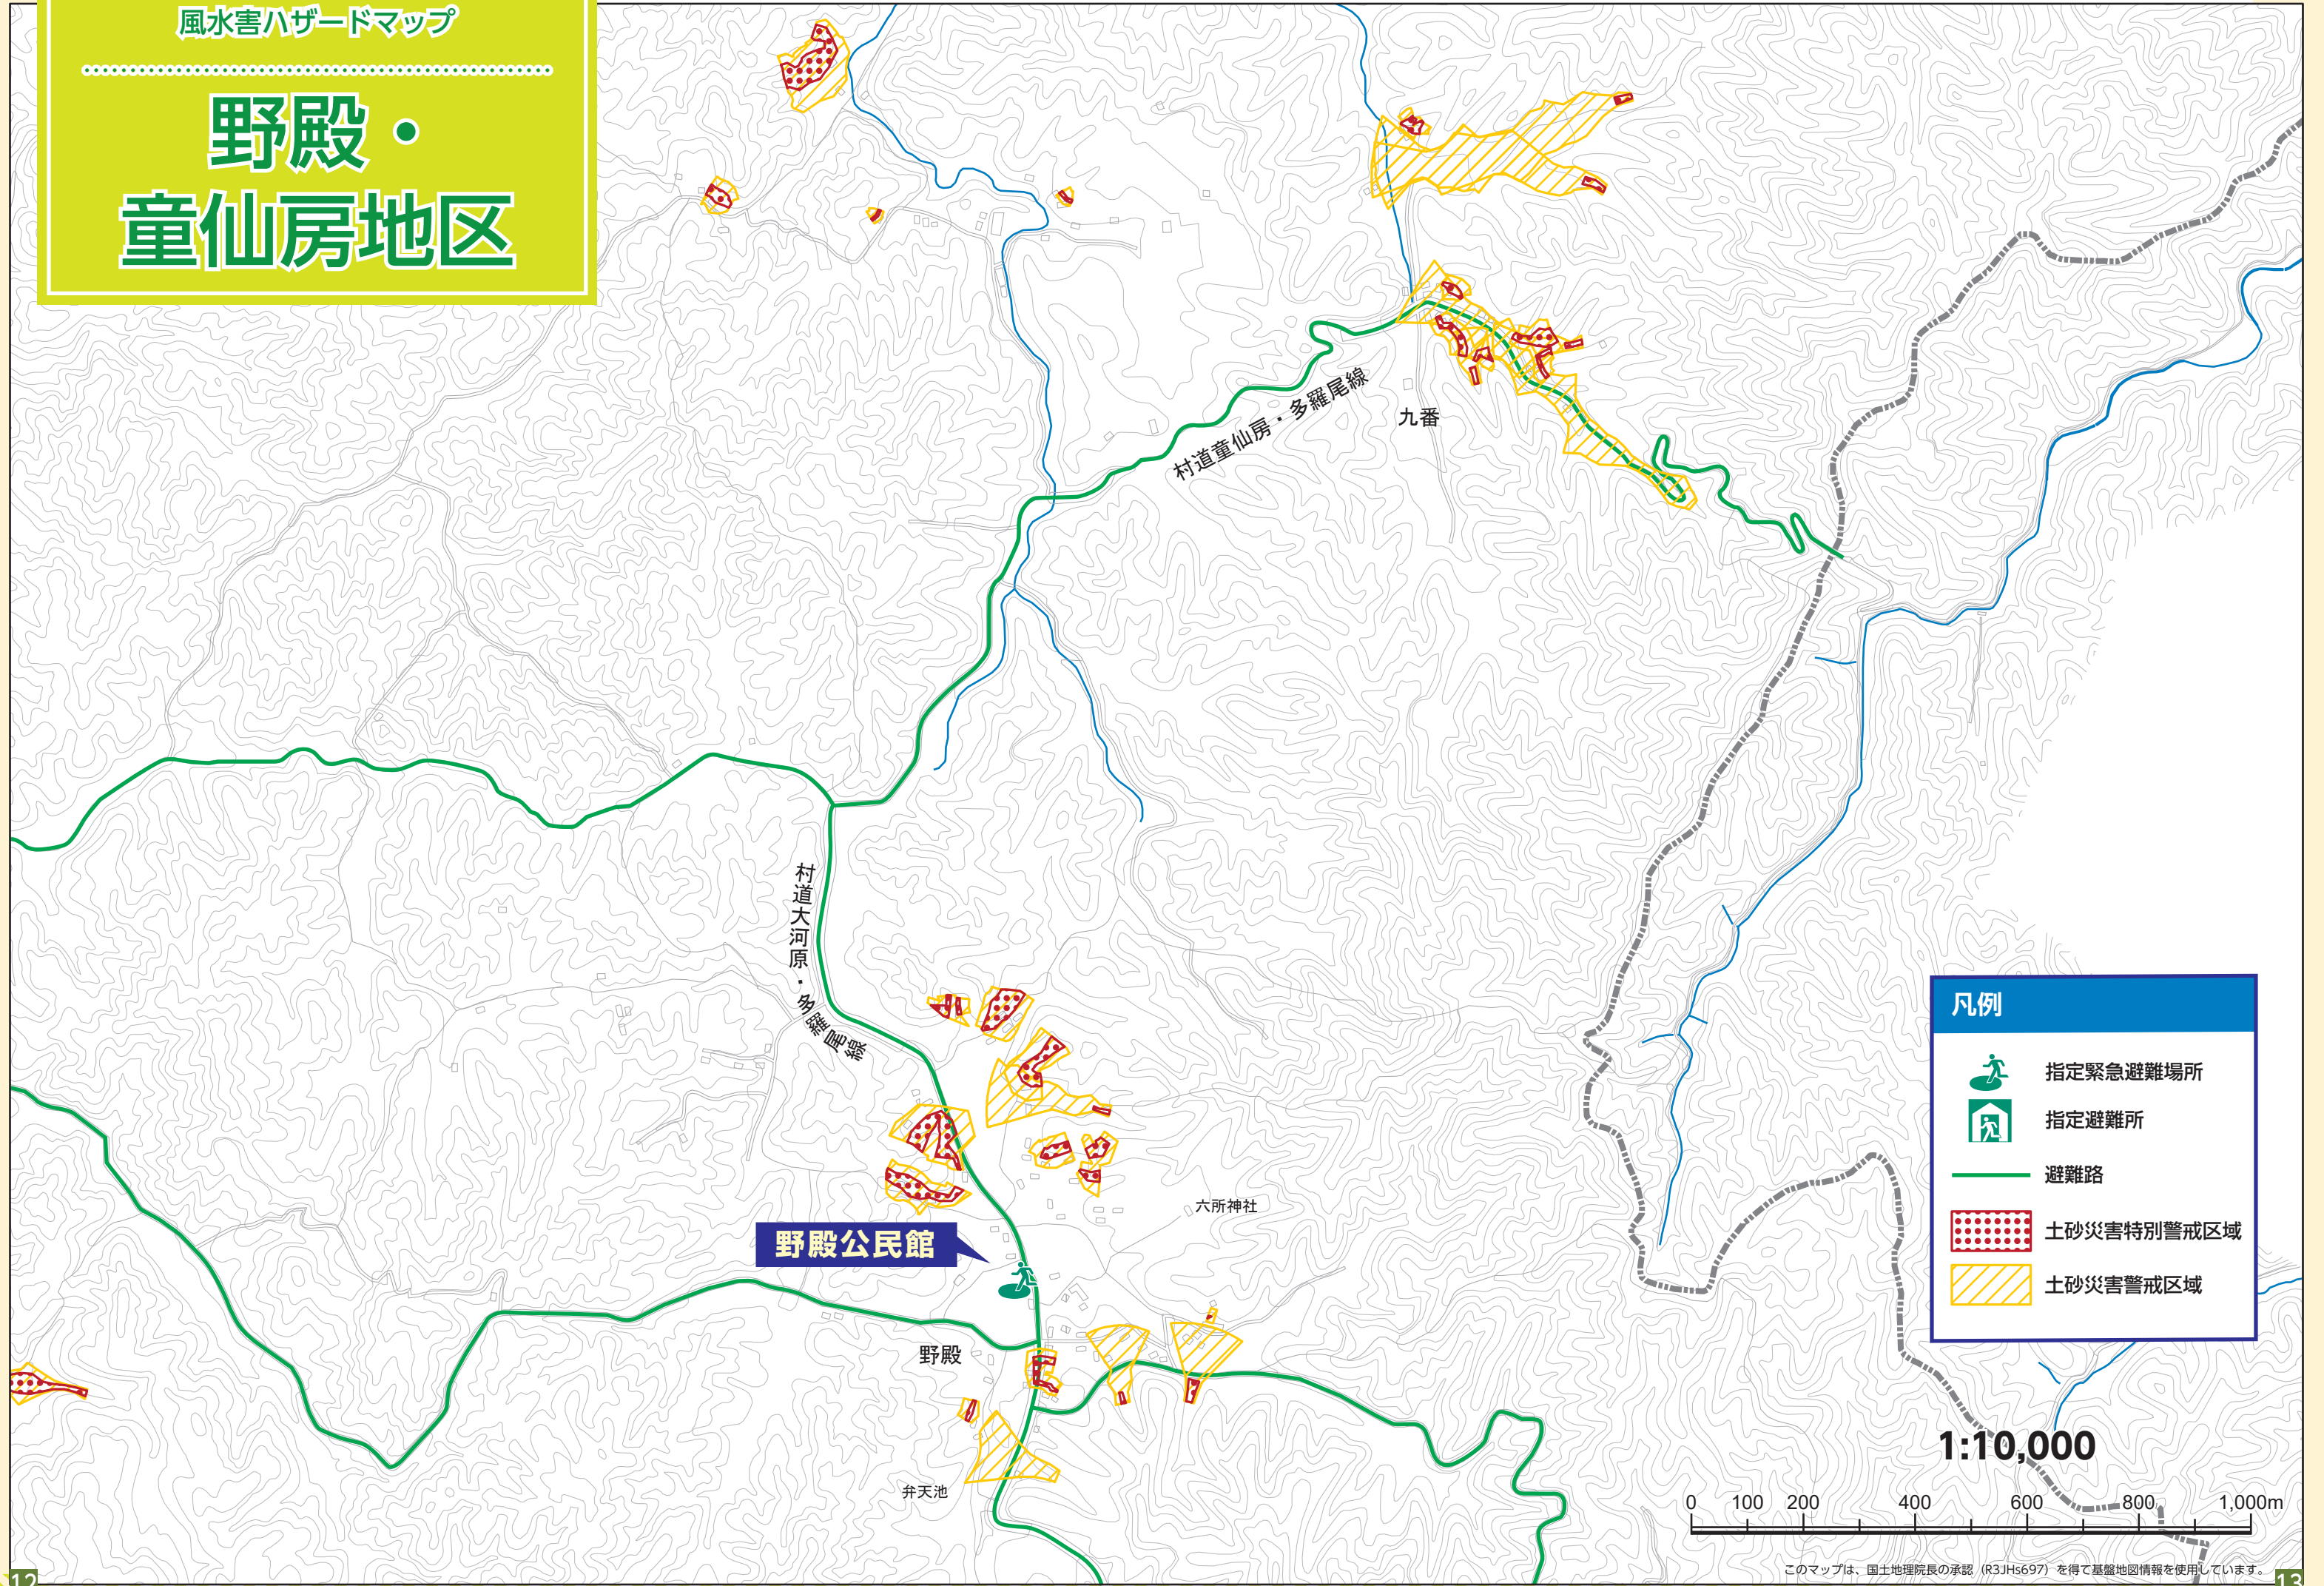 風水害ハザードマップ
野殿・
童仙房地区
村道童仙房・多羅尾線
九番
村道大河原・多羅尾線
六所神社
野殿公民館
野殿
弁天池
凡例
指定緊急避難場所
指定避難所
避難路
土砂災害特別警戒区域
土砂災害警戒区域
1:10,000
0 100 200 400 600 800 1,000m
このマップは、国土地理院長の承認（R3JHs697）を得て基盤地図情報を使用しています。
12
13